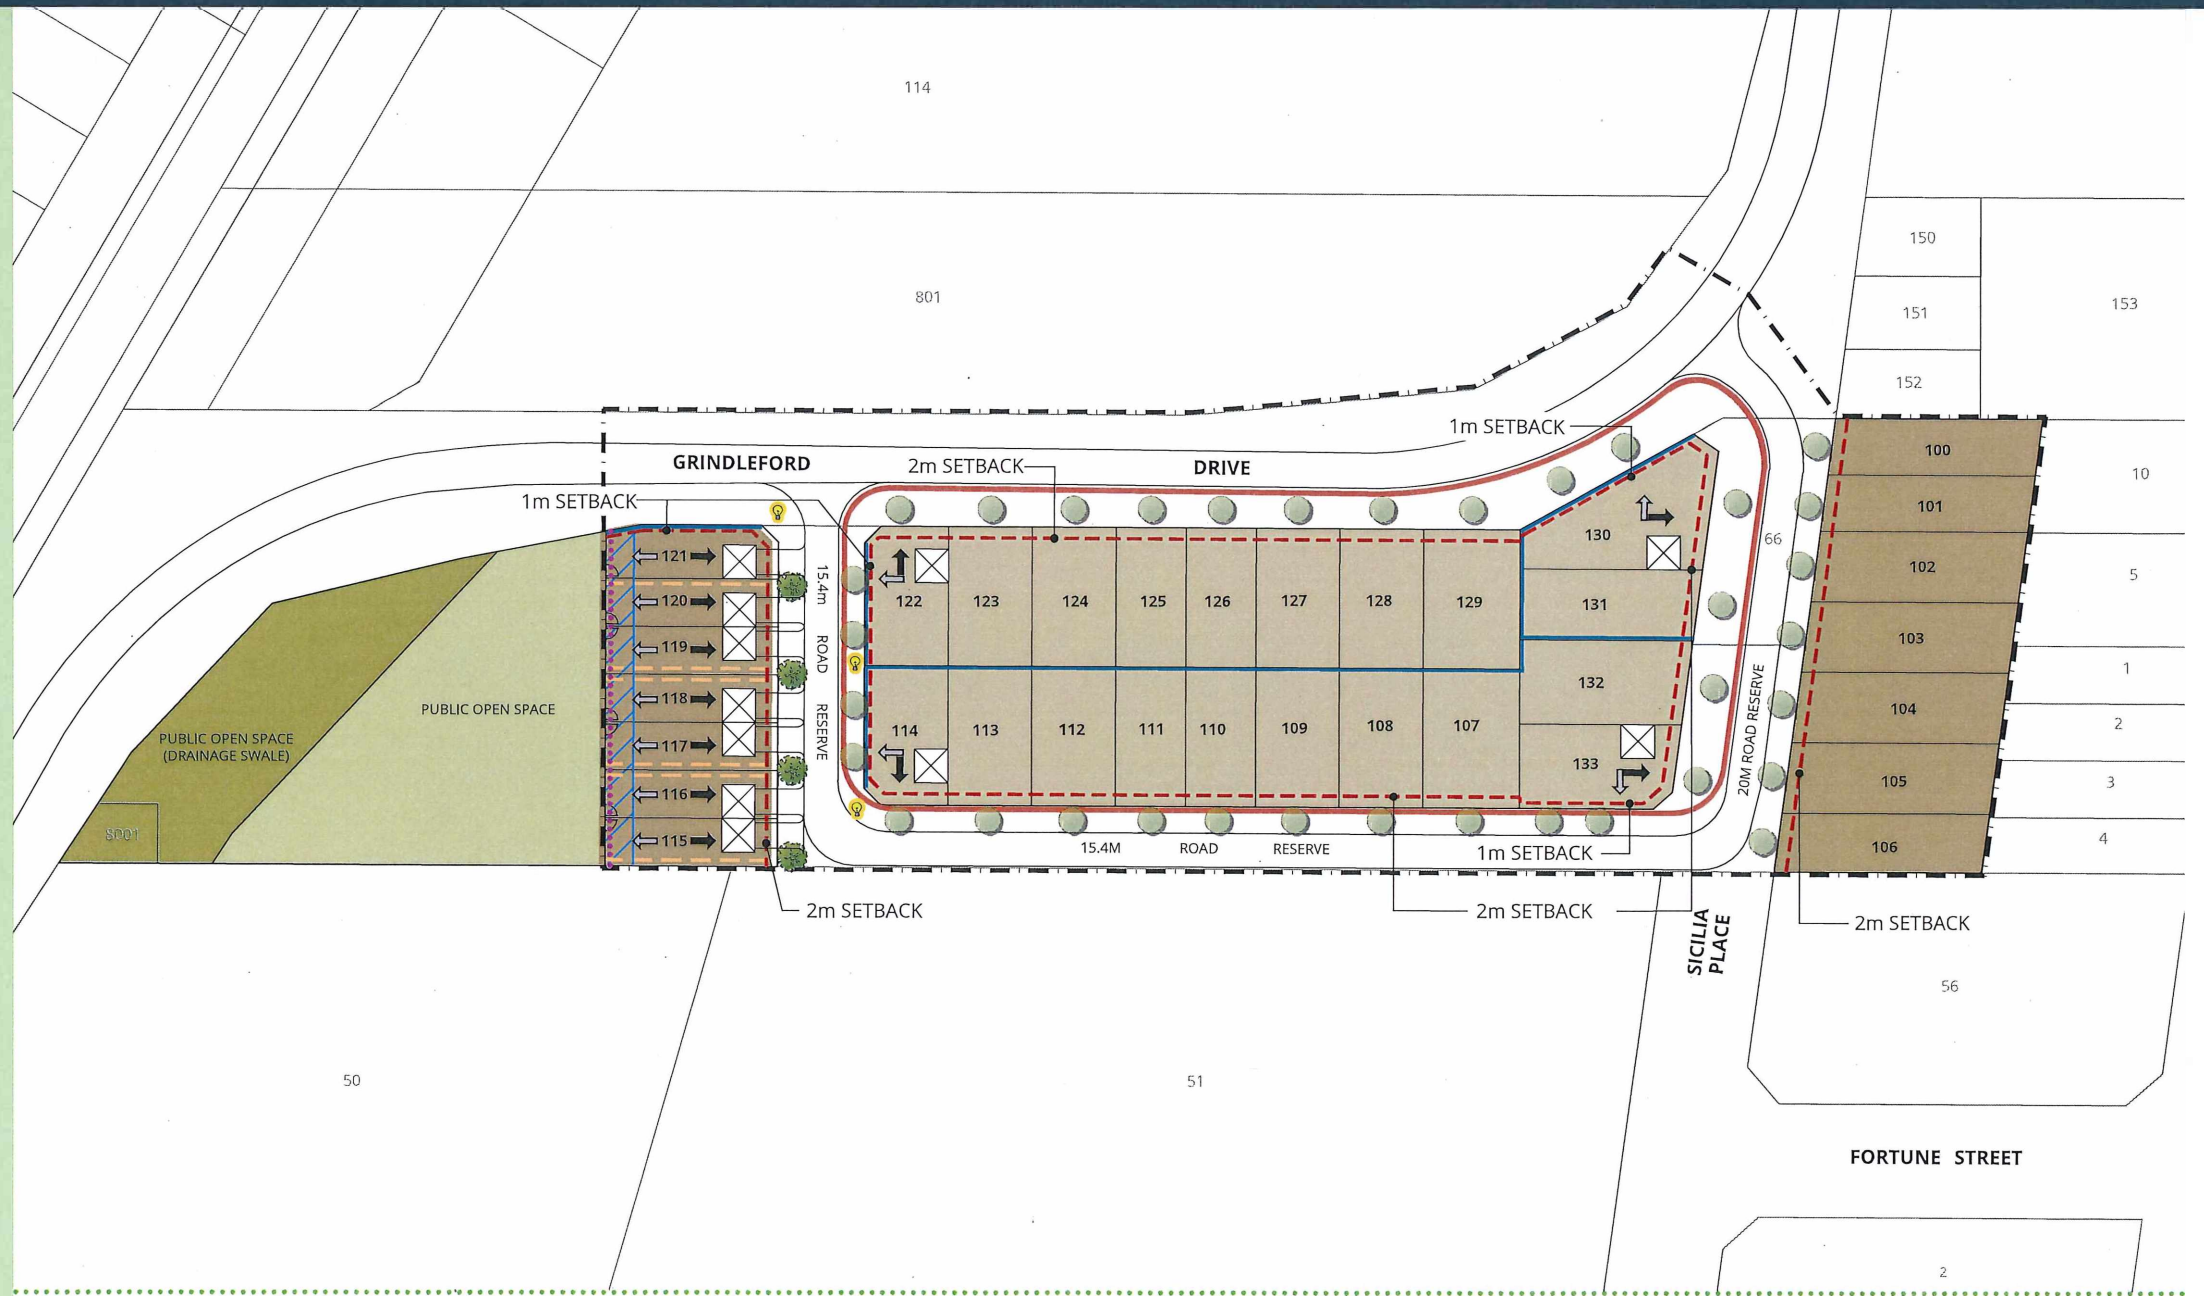 114
150
153
151
801
152
1m SETBACK
100
GRINDLEFORD
DRIVE
2m SETBACK
10
1m SETBACK
101
130
66
121
102
5
15.4m
120
122
123
124
125
126
127
128
129
131
103
119
ROAD
1
132
118
104
PUBLIC OPEN SPACE
RESERVE
20M ROAD RESERVE
2
114
113
112
111
110
109
108
107
PUBLIC OPEN SPACE
(DRAINAGE SWALE)
117
133
105
3
116
8001
115
106
4
15.4M
ROAD
RESERVE
1m SETBACK
2m SETBACK
2m SETBACK
2m SETBACK
SICILIA
PLACE
56
50
51
FORTUNE STREET
2